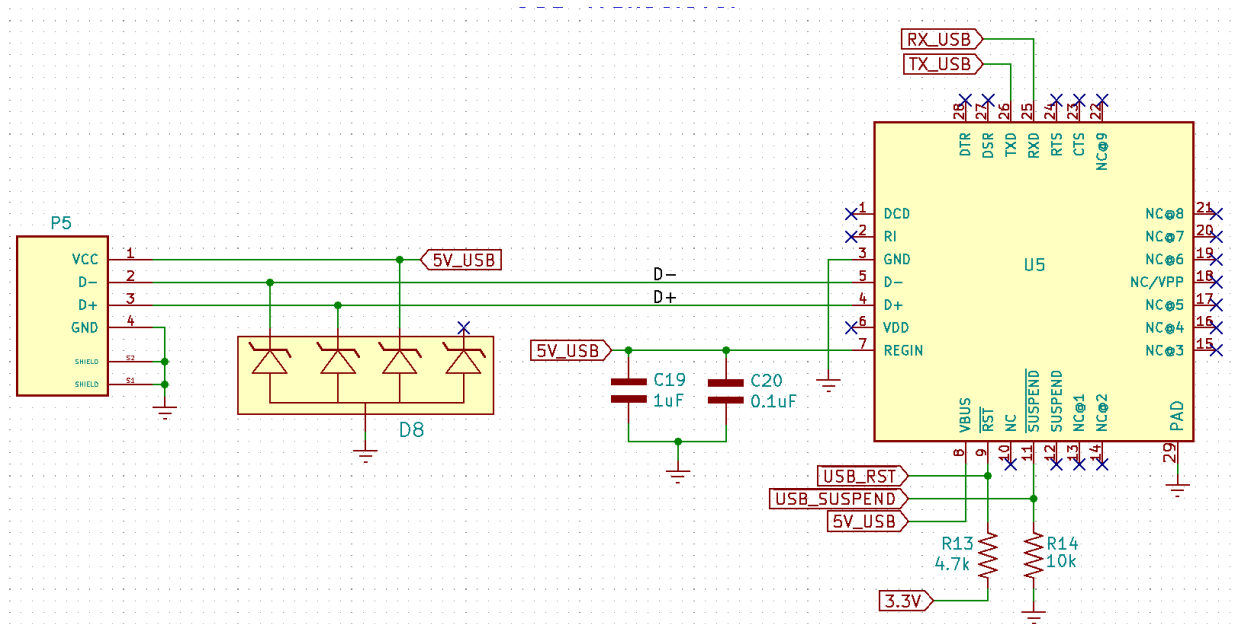 RX_USB
TX_USB
28 27 26 25 24 23 22
DTR DSR TXD RXD RTS CTS NC@9
P5
VCC 1
D- 2
D+ 3
GND 4
SHIELD S2
SHIELD S1
5V_USB
D-
D+
D8
5V_USB
C19
1uF
C20
0.1uF
U5
1 DCD
2 RI
3 GND
5 D-
4 D+
6 VDD
7 REGIN
NC@8 21
NC@7 20
NC@6 19
NC/VPP 18
NC@5 17
NC@4 16
NC@3 15
VBUS RST NC SUSPEND SUSPEND NC@1 NC@2 PAD
8 9 10 11 12 13 14 29
USB_RST
USB_SUSPEND
5V_USB
R13
4.7k
R14
10k
3.3V